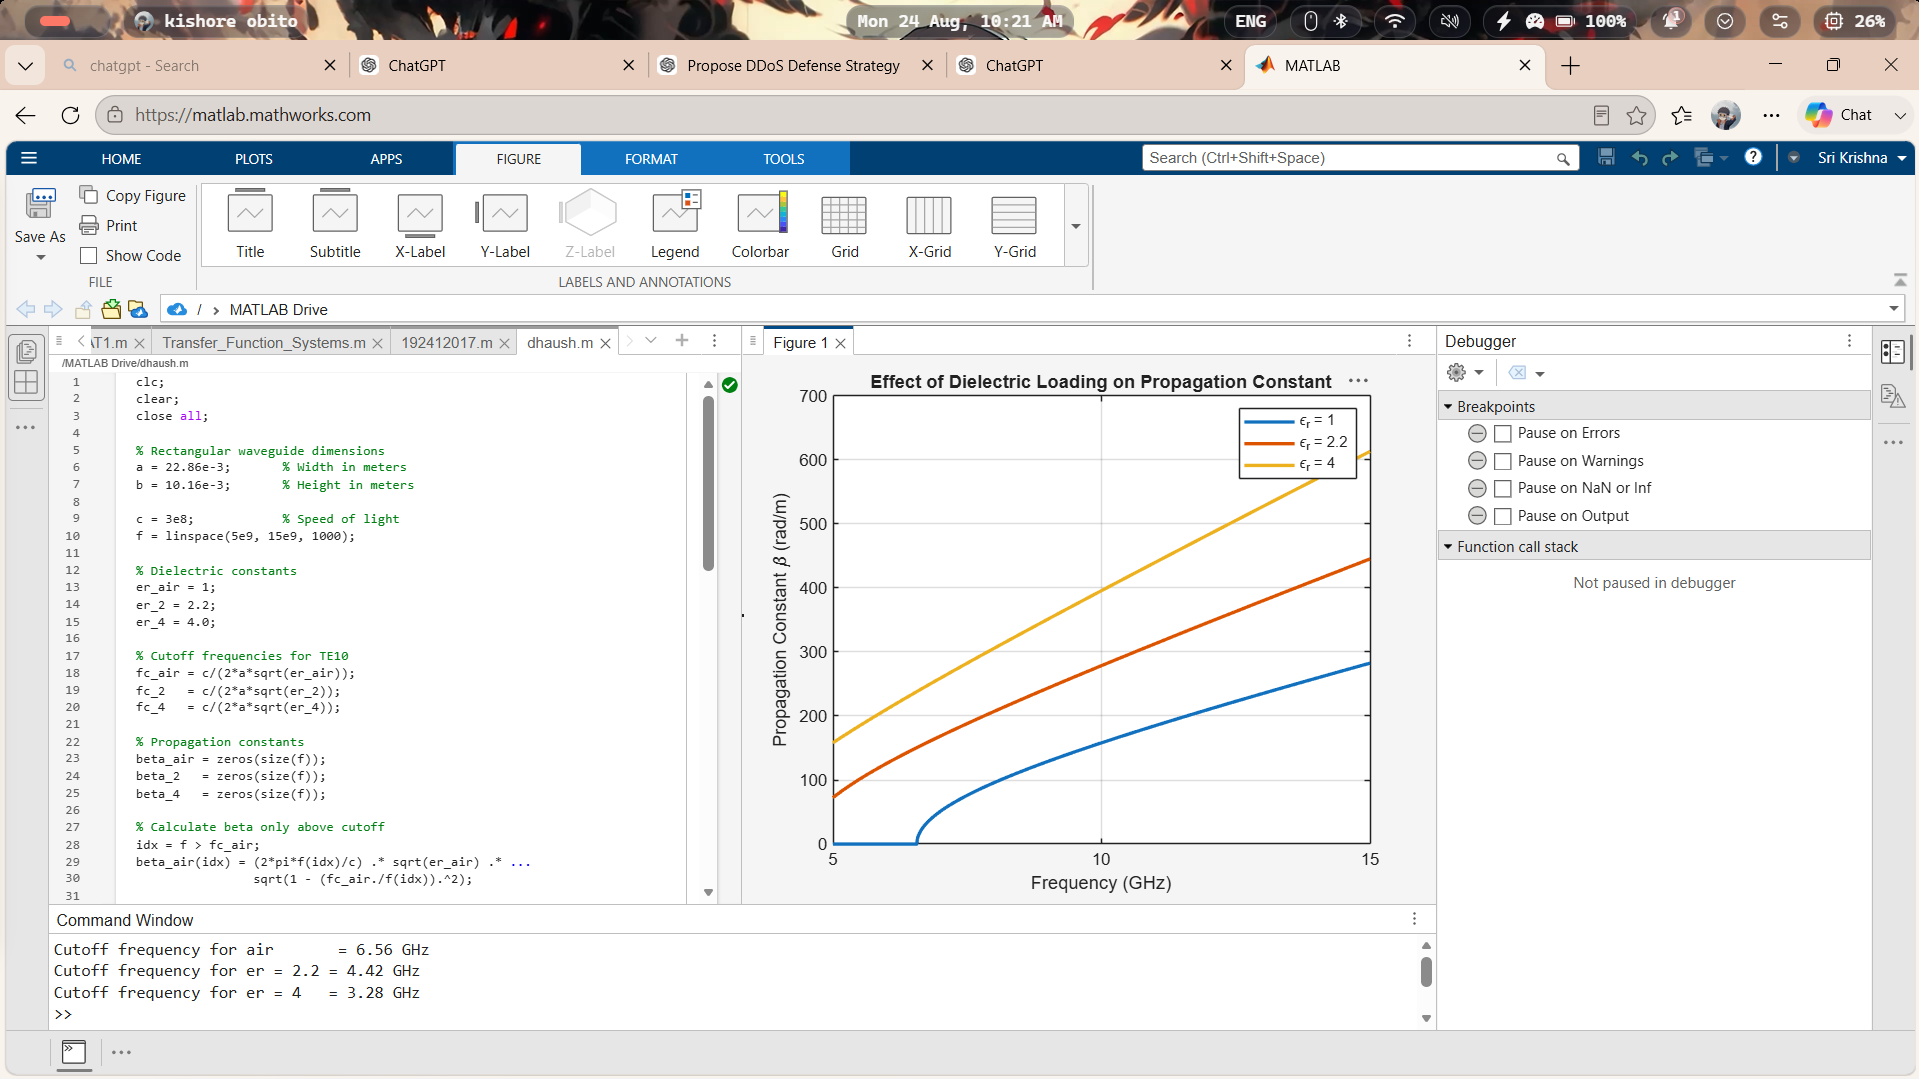 kishore obito
Mon 24 Aug, 10:21 AM
ENG
100%
1
26%
chatgpt - Search
ChatGPT
Propose DDoS Defense Strategy
ChatGPT
MATLAB
https://matlab.mathworks.com
Chat
HOME
PLOTS
APPS
FIGURE
FORMAT
TOOLS
Search (Ctrl+Shift+Space)
Sri Krishna
Save As
Copy Figure
Print
Show Code
FILE
Title
Subtitle
X-Label
Y-Label
Z-Label
Legend
Colorbar
Grid
X-Grid
Y-Grid
LABELS AND ANNOTATIONS
/ › MATLAB Drive
AT1.m
Transfer_Function_Systems.m
192412017.m
dhaush.m
/MATLAB Drive/dhaush.m
1 clc;
2 clear;
3 close all;
4
5 % Rectangular waveguide dimensions
6 a = 22.86e-3; % Width in meters
7 b = 10.16e-3; % Height in meters
8
9 c = 3e8; % Speed of light
10 f = linspace(5e9, 15e9, 1000);
11
12 % Dielectric constants
13 er_air = 1;
14 er_2 = 2.2;
15 er_4 = 4.0;
16
17 % Cutoff frequencies for TE10
18 fc_air = c/(2*a*sqrt(er_air));
19 fc_2 = c/(2*a*sqrt(er_2));
20 fc_4 = c/(2*a*sqrt(er_4));
21
22 % Propagation constants
23 beta_air = zeros(size(f));
24 beta_2 = zeros(size(f));
25 beta_4 = zeros(size(f));
26
27 % Calculate beta only above cutoff
28 idx = f > fc_air;
29 beta_air(idx) = (2*pi*f(idx)/c) .* sqrt(er_air) .* ...
30 sqrt(1 - (fc_air./f(idx)).^2);
31
Figure 1
Effect of Dielectric Loading on Propagation Constant
700
600
500
400
300
200
100
0
5
10
15
Propagation Constant β (rad/m)
Frequency (GHz)
ϵr = 1
ϵr = 2.2
ϵr = 4
Debugger
Breakpoints
Pause on Errors
Pause on Warnings
Pause on NaN or Inf
Pause on Output
Function call stack
Not paused in debugger
Command Window
Cutoff frequency for air = 6.56 GHz
Cutoff frequency for er = 2.2 = 4.42 GHz
Cutoff frequency for er = 4 = 3.28 GHz
>>